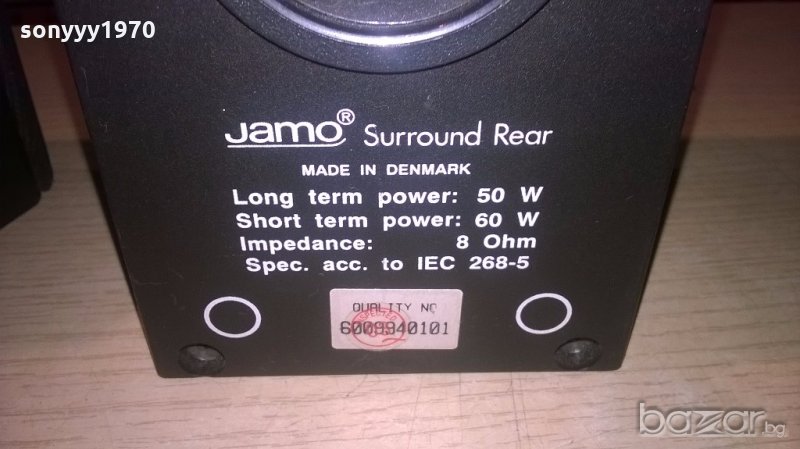 sonyyy1970
Jamo® Surround Rear
MADE IN DENMARK
Long term power: 50 W
Short term power: 60 W
Impedance: 8 Ohm
Spec. acc. to IEC 268-5
QUALITY NO
6009940101
bazar.bg